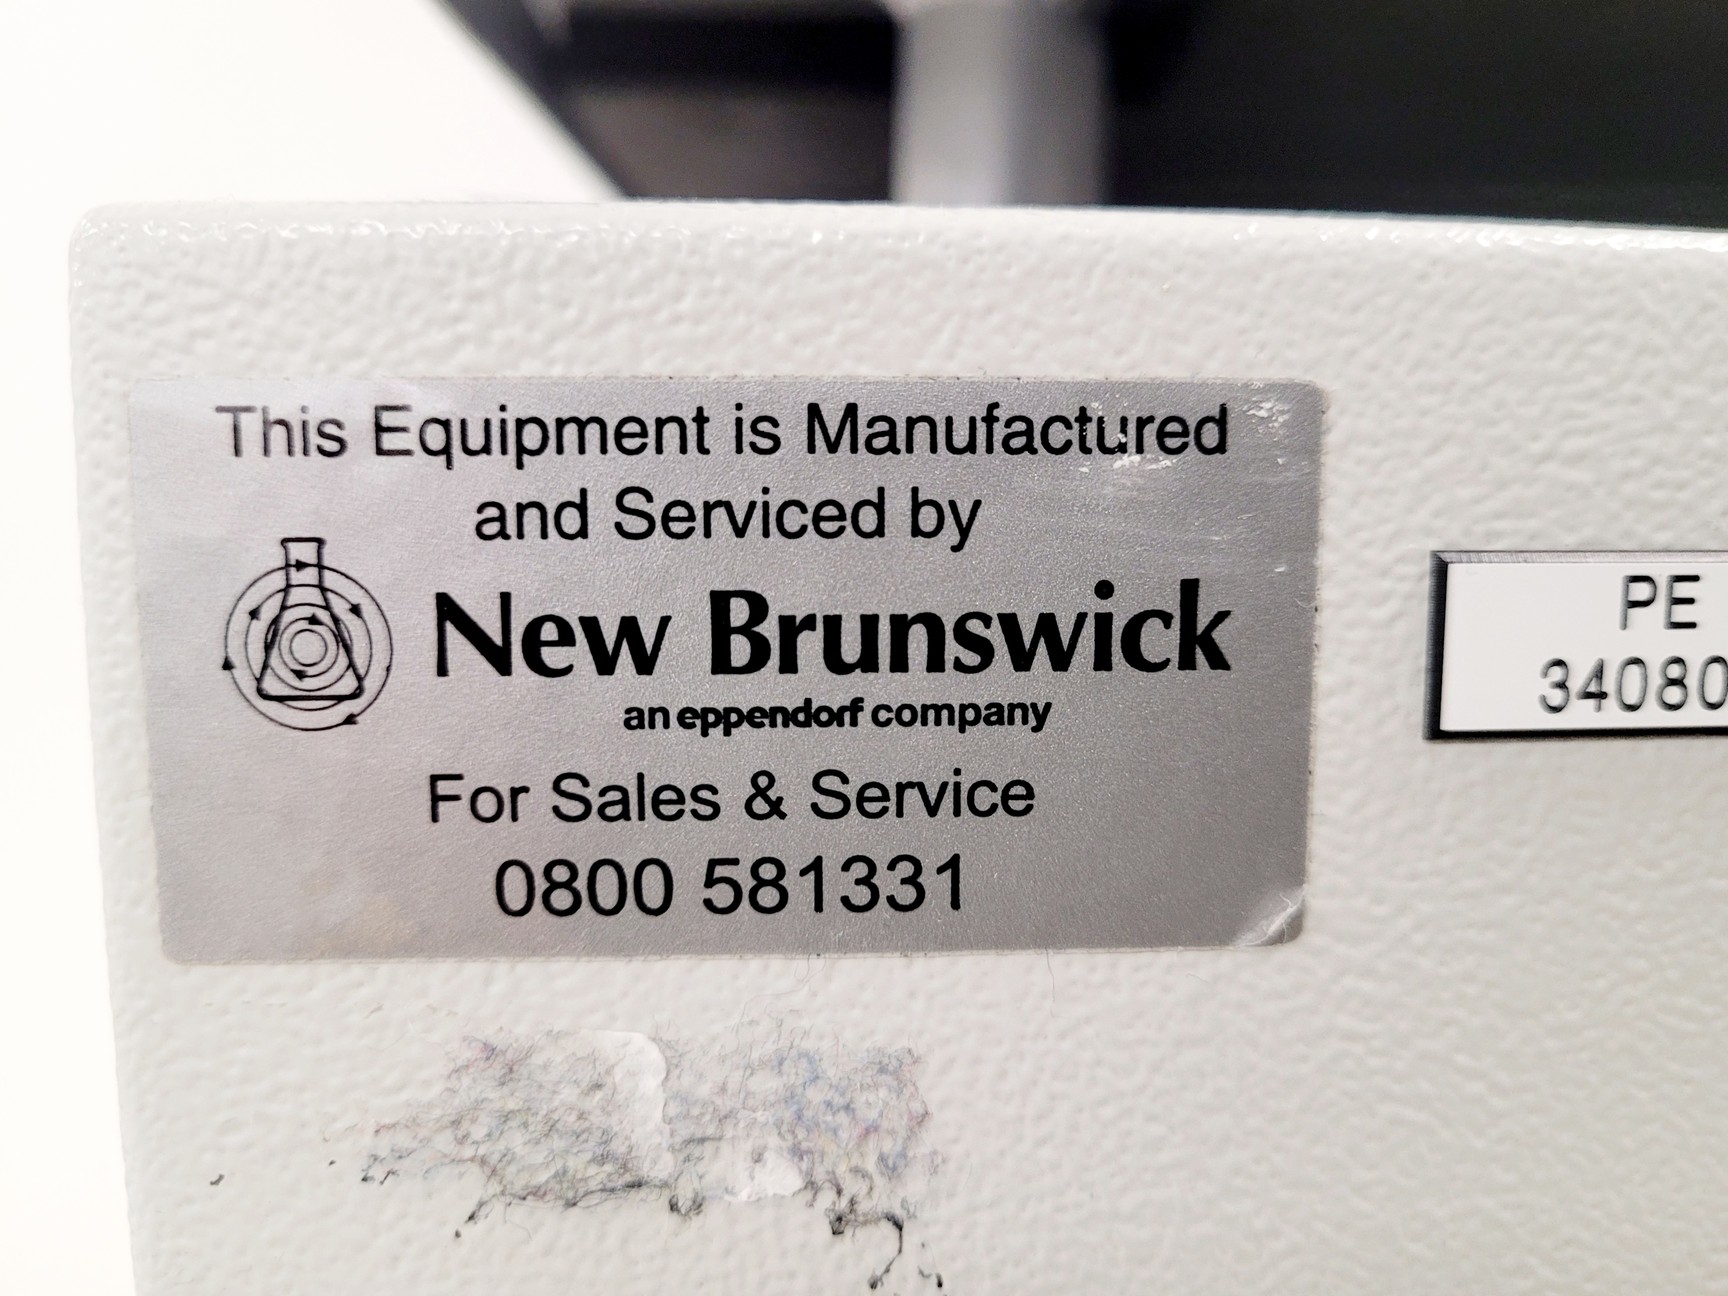 This Equipment is Manufactured
and Serviced by
New Brunswick
an eppendorf company
For Sales & Service
0800 581331
PE
34080